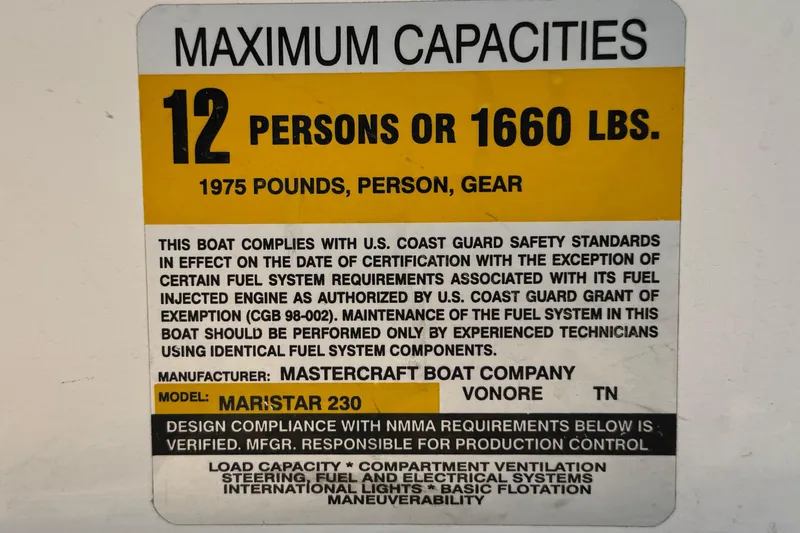 MAXIMUM CAPACITIES
12 PERSONS OR 1660 LBS.
1975 POUNDS, PERSON, GEAR
THIS BOAT COMPLIES WITH U.S. COAST GUARD SAFETY STANDARDS
IN EFFECT ON THE DATE OF CERTIFICATION WITH THE EXCEPTION OF
CERTAIN FUEL SYSTEM REQUIREMENTS ASSOCIATED WITH ITS FUEL
INJECTED ENGINE AS AUTHORIZED BY U.S. COAST GUARD GRANT OF
EXEMPTION (CGB 98-002). MAINTENANCE OF THE FUEL SYSTEM IN THIS
BOAT SHOULD BE PERFORMED ONLY BY EXPERIENCED TECHNICIANS
USING IDENTICAL FUEL SYSTEM COMPONENTS.
MANUFACTURER: MASTERCRAFT BOAT COMPANY
MODEL: MARISTAR 230 VONORE TN
DESIGN COMPLIANCE WITH NMMA REQUIREMENTS BELOW IS
VERIFIED. MFGR. RESPONSIBLE FOR PRODUCTION CONTROL
LOAD CAPACITY * COMPARTMENT VENTILATION
STEERING, FUEL AND ELECTRICAL SYSTEMS
INTERNATIONAL LIGHTS * BASIC FLOTATION
MANEUVERABILITY